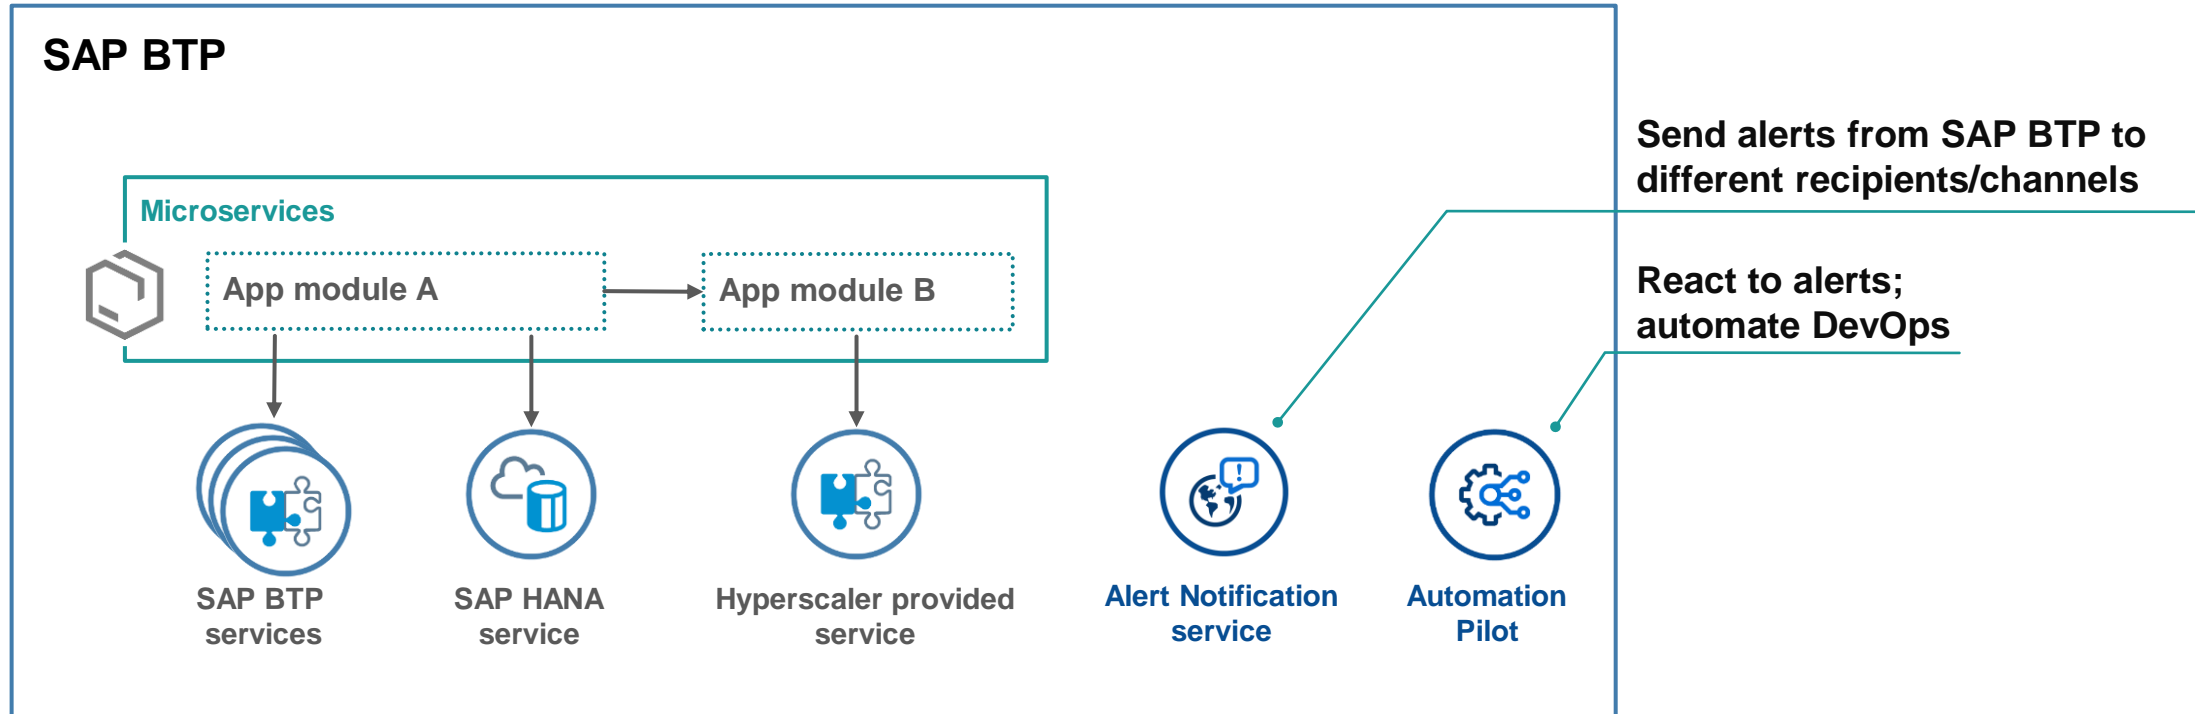 SAP BTP
Send alerts from SAP BTP to
different recipients/channels
Microservices
App module A
App module B
React to alerts;
automate DevOps
SAP BTP
services
SAP HANA
service
Hyperscaler provided
service
Alert Notification
service
Automation
Pilot